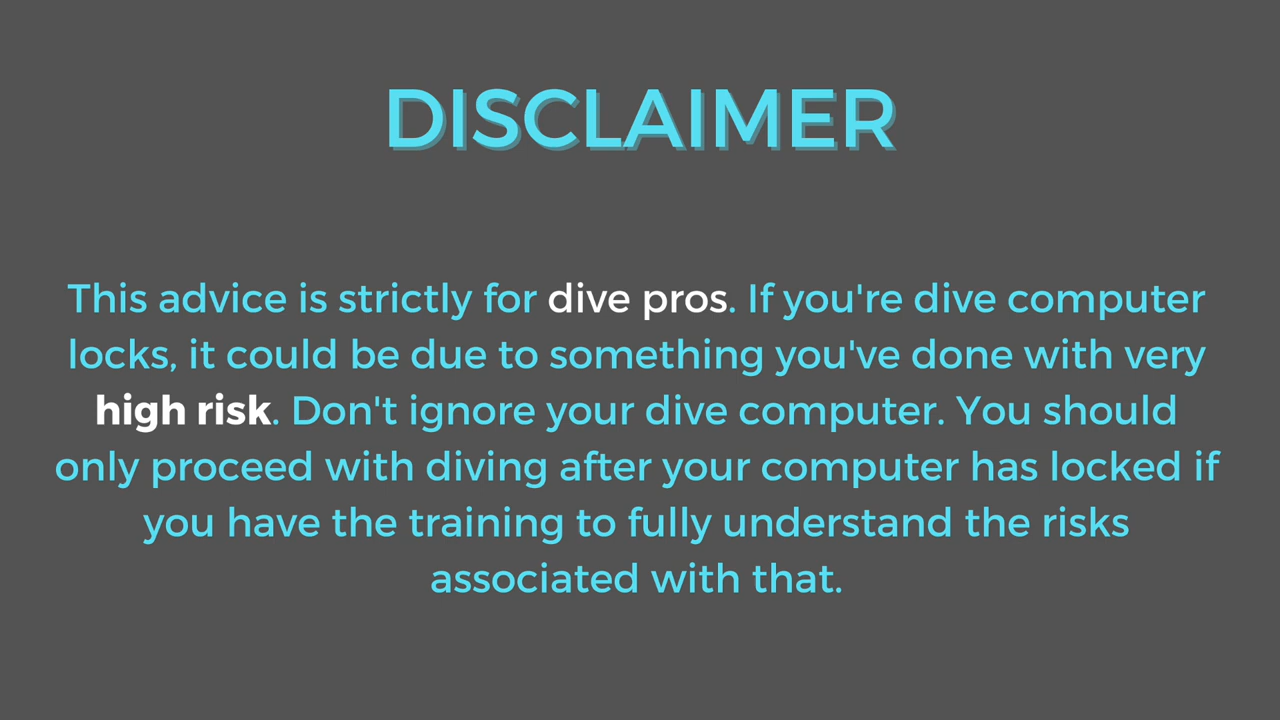 DISCLAIMER
This advice is strictly for dive pros. If you're dive computer
locks, it could be due to something you've done with very
high risk. Don't ignore your dive computer. You should
only proceed with diving after your computer has locked if
you have the training to fully understand the risks
associated with that.